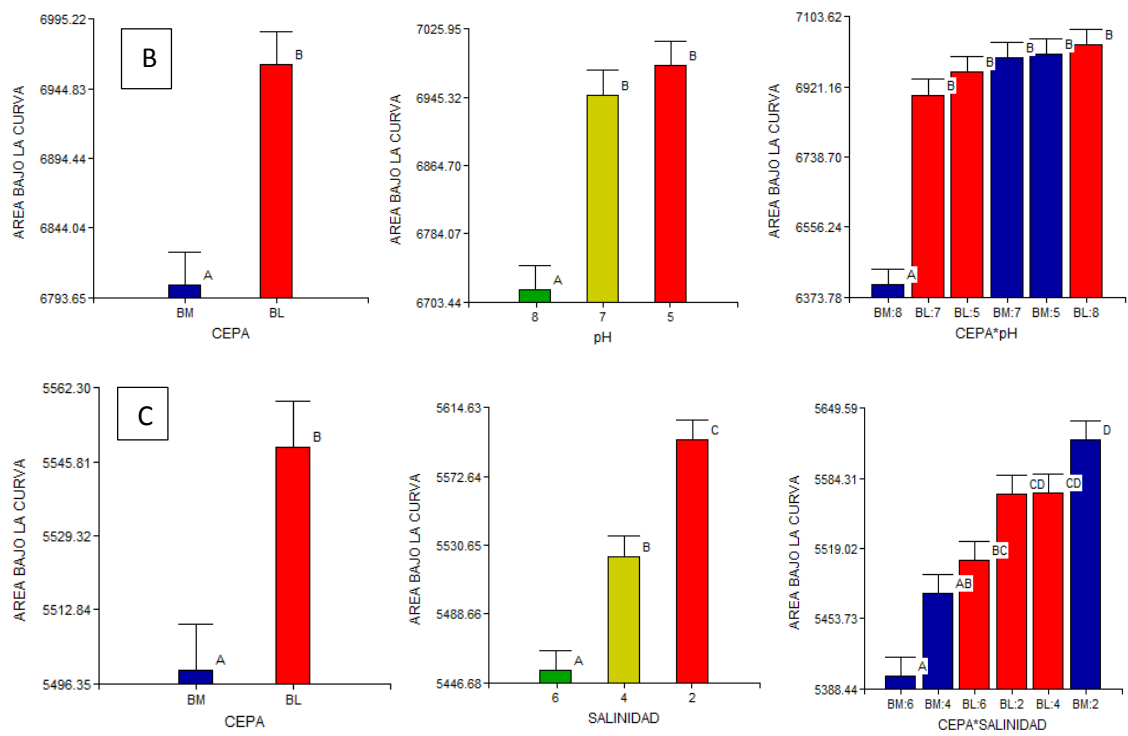 B
AREA BAJO LA CURVA
6995.22
6944.83
6894.44
6844.04
6793.65
A
B
BM
BL
CEPA
AREA BAJO LA CURVA
7025.95
6945.32
6864.70
6784.07
6703.44
A
B
B
8
7
5
pH
AREA BAJO LA CURVA
7103.62
6921.16
6738.70
6556.24
6373.78
A
B
B
B
B
B
BM:8
BL:7
BL:5
BM:7
BM:5
BL:8
CEPA*pH
C
AREA BAJO LA CURVA
5562.30
5545.81
5529.32
5512.84
5496.35
A
B
BM
BL
CEPA
AREA BAJO LA CURVA
5614.63
5572.64
5530.65
5488.66
5446.68
A
B
C
6
4
2
SALINIDAD
AREA BAJO LA CURVA
5649.59
5584.31
5519.02
5453.73
5388.44
A
AB
BC
CD
CD
D
BM:6
BM:4
BL:6
BL:2
BL:4
BM:2
CEPA*SALINIDAD